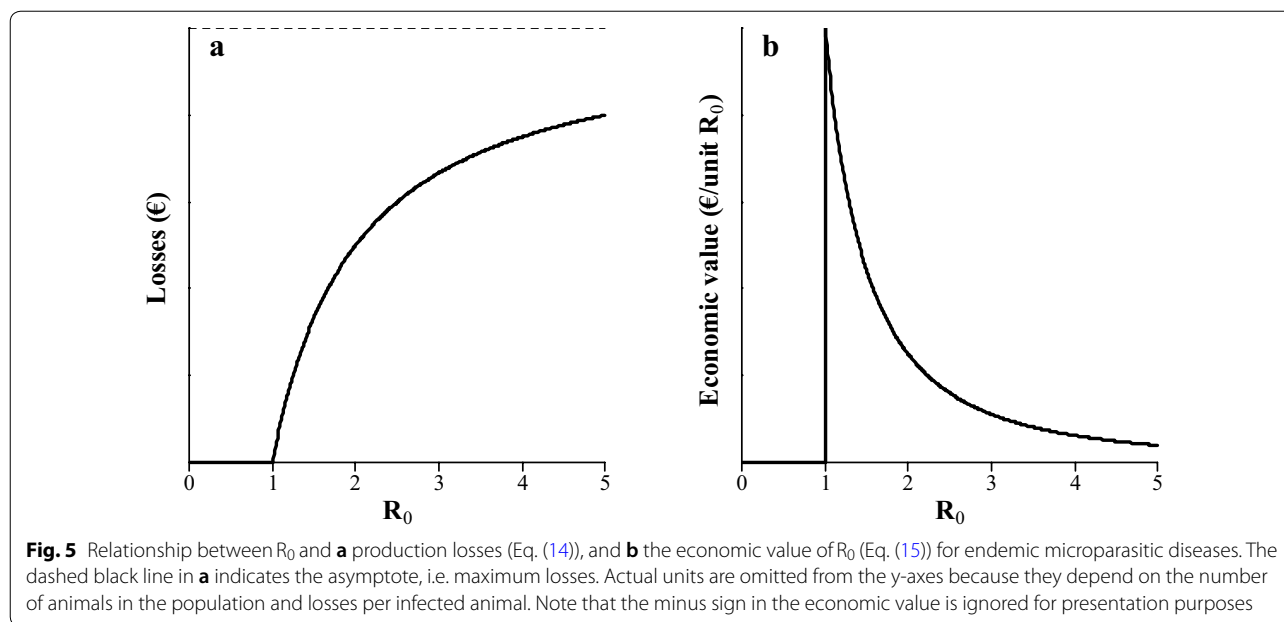 a
b
Losses (€)
Economic value (€/unit R₀)
0 1 2 3 4 5
0 1 2 3 4 5
R₀
R₀
Fig. 5 Relationship between R₀ and a production losses (Eq. (14)), and b the economic value of R₀ (Eq. (15)) for endemic microparasitic diseases. The
dashed black line in a indicates the asymptote, i.e. maximum losses. Actual units are omitted from the y-axes because they depend on the number
of animals in the population and losses per infected animal. Note that the minus sign in the economic value is ignored for presentation purposes